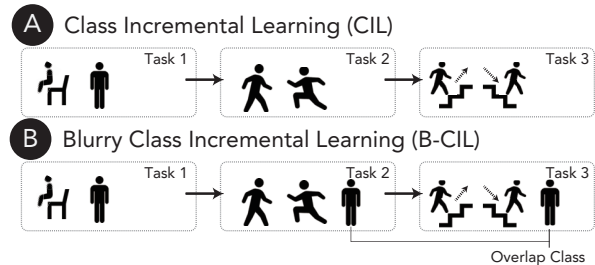 A Class Incremental Learning (CIL)
Task 1 Task 2 Task 3
B Blurry Class Incremental Learning (B-CIL)
Task 1 Task 2 Task 3
Overlap Class